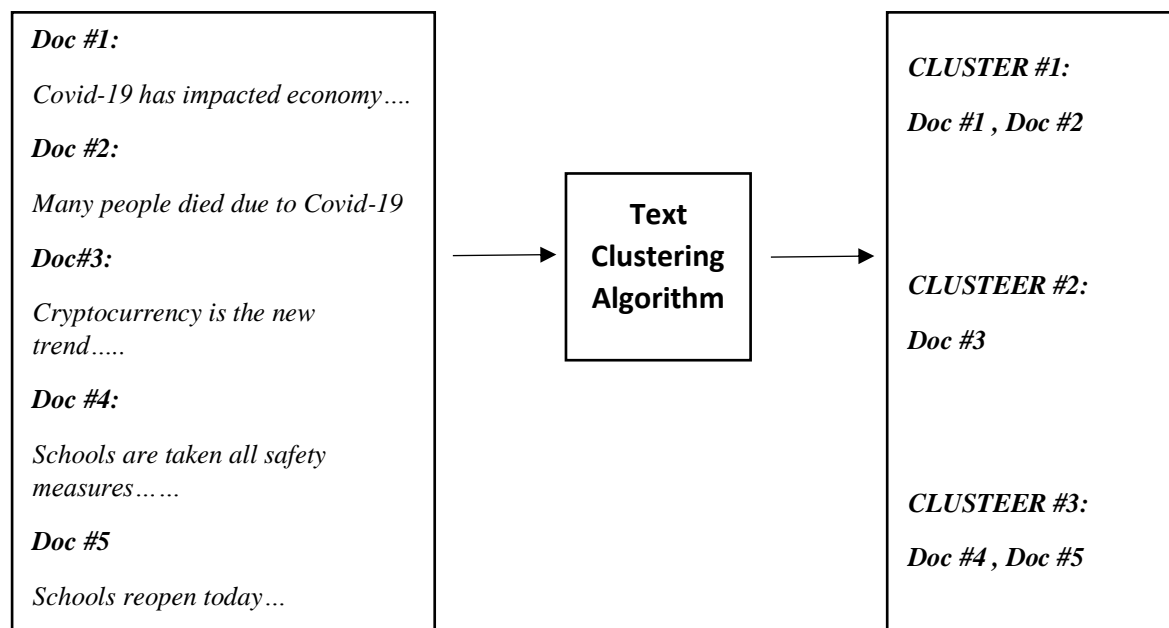 Doc #1:
Covid-19 has impacted economy….
Doc #2:
Many people died due to Covid-19
Doc#3:
Cryptocurrency is the new
trend…..
Doc #4:
Schools are taken all safety
measures……
Doc #5
Schools reopen today…
Text
Clustering
Algorithm
CLUSTER #1:
Doc #1 , Doc #2
CLUSTEER #2:
Doc #3
CLUSTEER #3:
Doc #4 , Doc #5